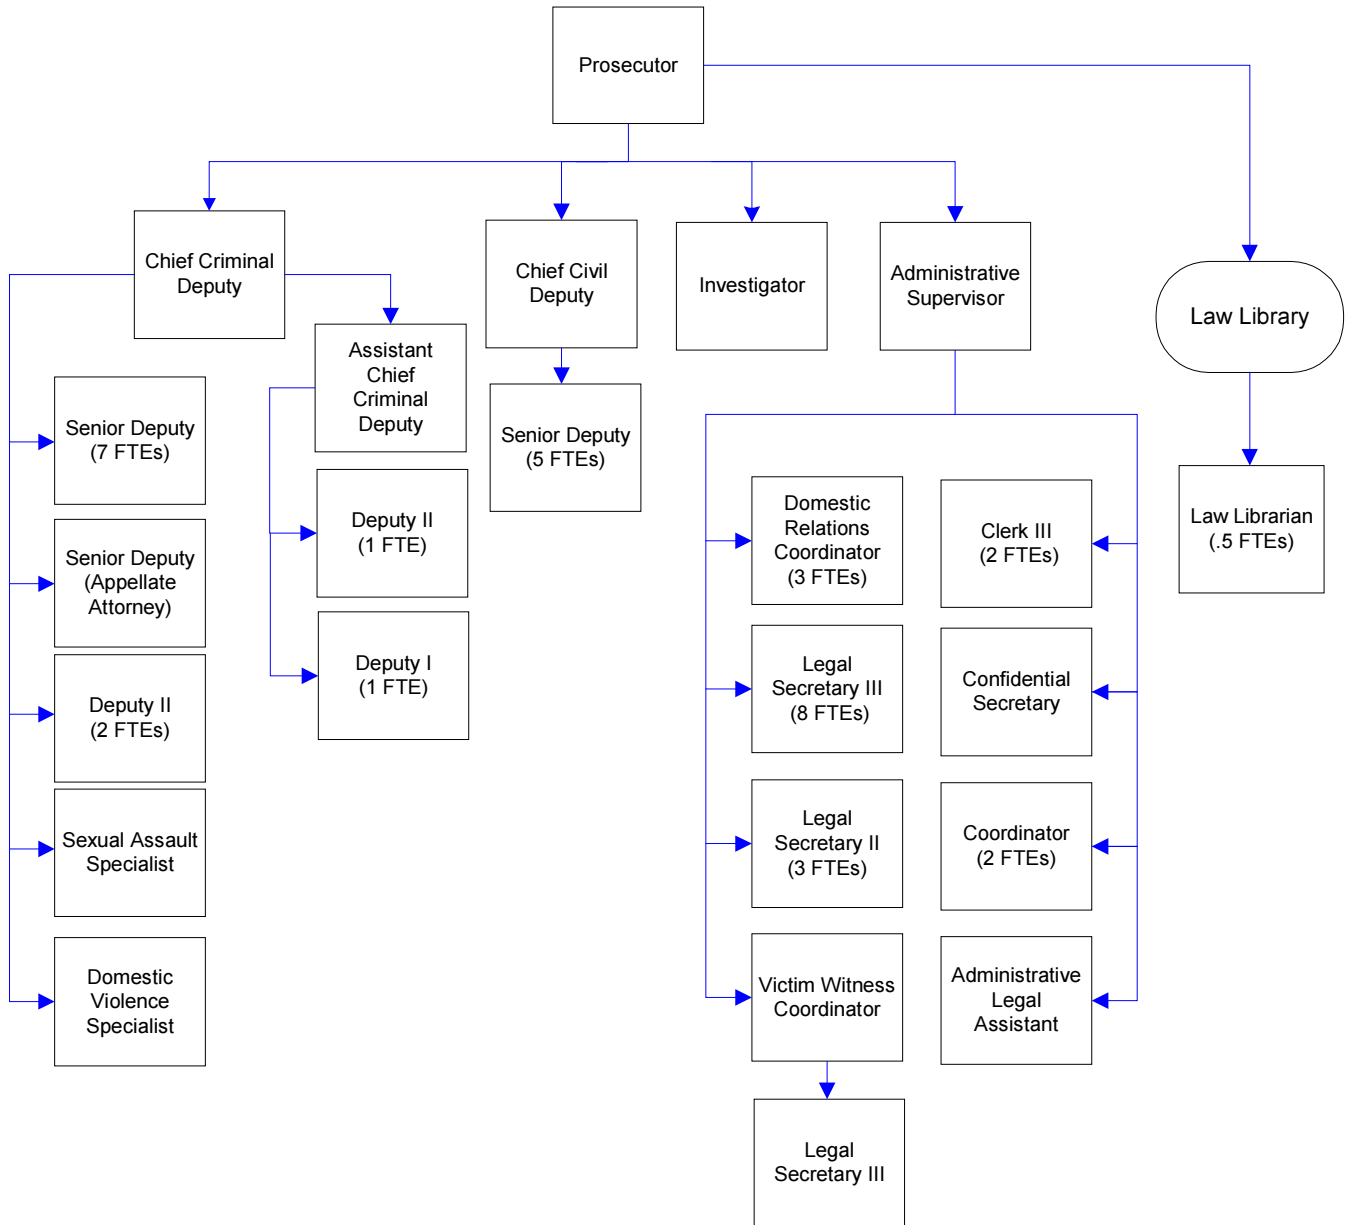 Prosecutor
Chief Criminal
Deputy
Assistant
Chief
Criminal
Deputy
Chief Civil
Deputy
Investigator
Administrative
Supervisor
Law Library
Senior Deputy
(7 FTEs)
Senior Deputy
(Appellate
Attorney)
Deputy II
(2 FTEs)
Sexual Assault
Specialist
Domestic
Violence
Specialist
Deputy II
(1 FTE)
Deputy I
(1 FTE)
Senior Deputy
(5 FTEs)
Domestic
Relations
Coordinator
(3 FTEs)
Legal
Secretary III
(8 FTEs)
Legal
Secretary II
(3 FTEs)
Victim Witness
Coordinator
Legal
Secretary III
Clerk III
(2 FTEs)
Confidential
Secretary
Coordinator
(2 FTEs)
Administrative
Legal
Assistant
Law Librarian
(.5 FTEs)